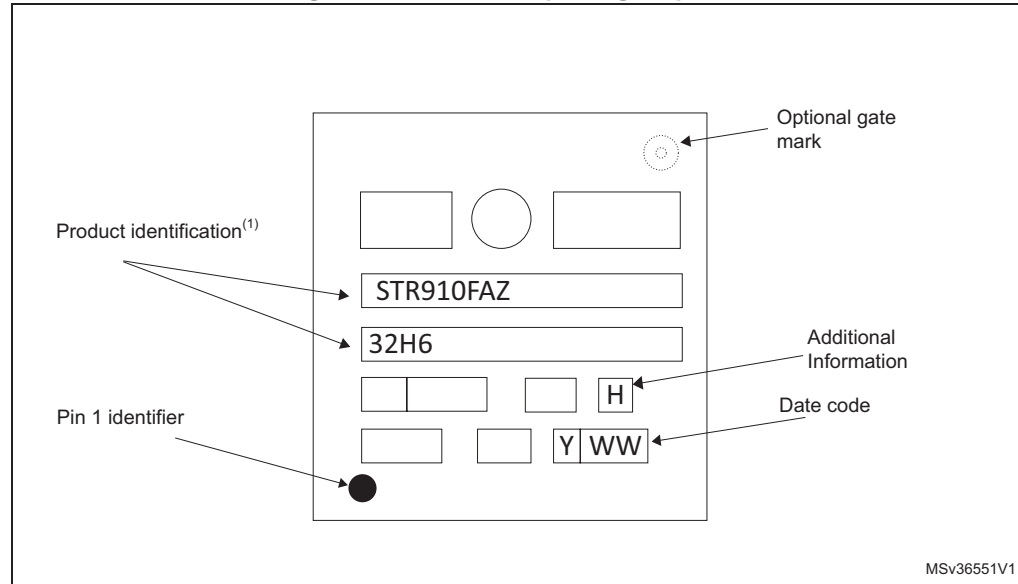 Optional gate
mark
Product identification(1)
STR910FAZ
32H6
Additional
Information
H
Pin 1 identifier
Date code
Y WW
MSv36551V1